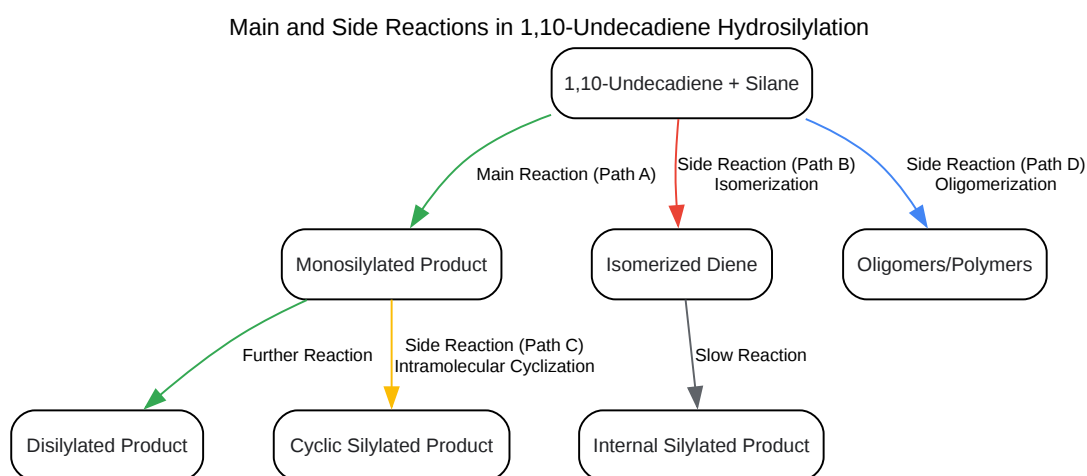 Main and Side Reactions in 1,10-Undecadiene Hydrosilylation
1,10-Undecadiene + Silane
Main Reaction (Path A)
Side Reaction (Path B)
Isomerization
Side Reaction (Path D)
Oligomerization
Monosilylated Product
Isomerized Diene
Oligomers/Polymers
Further Reaction
Side Reaction (Path C)
Intramolecular Cyclization
Slow Reaction
Disilylated Product
Cyclic Silylated Product
Internal Silylated Product